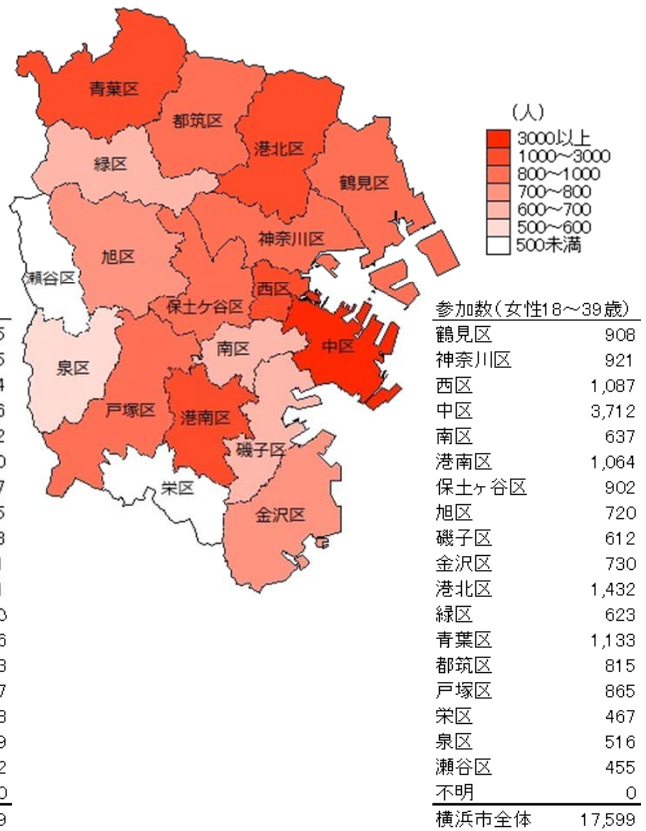 (人)
3000以上
1000～3000
800～1000
700～800
600～700
500～600
500未満
青葉区
都筑区
港北区
緑区
鶴見区
神奈川区
旭区
瀬谷区
西区
保土ケ谷区
中区
南区
泉区
戸塚区
港南区
磯子区
栄区
金沢区
参加数(女性18～39歳)
鶴見区 908
神奈川区 921
西区 1,087
中区 3,712
南区 637
港南区 1,064
保土ヶ谷区 902
旭区 720
磯子区 612
金沢区 730
港北区 1,432
緑区 623
青葉区 1,133
都筑区 815
戸塚区 865
栄区 467
泉区 516
瀬谷区 455
不明 0
横浜市全体 17,599